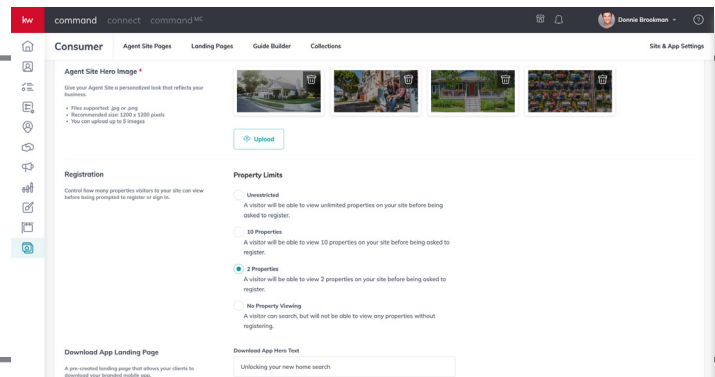 kw command connect command MC Donnie Brookman
Consumer Agent Site Pages Landing Pages Guide Builder Collections Site & App Settings
Agent Site Hero Image *
Give your Agent Site a personalized look that reflects your
business.
• Files supported: .jpg or .png
• Recommended size: 1200 x 1200 pixels
• You can upload up to 5 images
Upload
Registration
Control how many properties visitors to your site can view
before being prompted to register or sign in.
Property Limits
Unrestricted
A visitor will be able to view unlimited properties on your site before being
asked to register.
10 Properties
A visitor will be able to view 10 properties on your site before being asked to
register.
2 Properties
A visitor will be able to view 2 properties on your site before being asked to
register.
No Property Viewing
A visitor can search, but will not be able to view any properties without
registering.
Download App Landing Page
A pre-created landing page that allows your clients to
download your branded mobile app.
Download App Hero Text
Unlocking your new home search